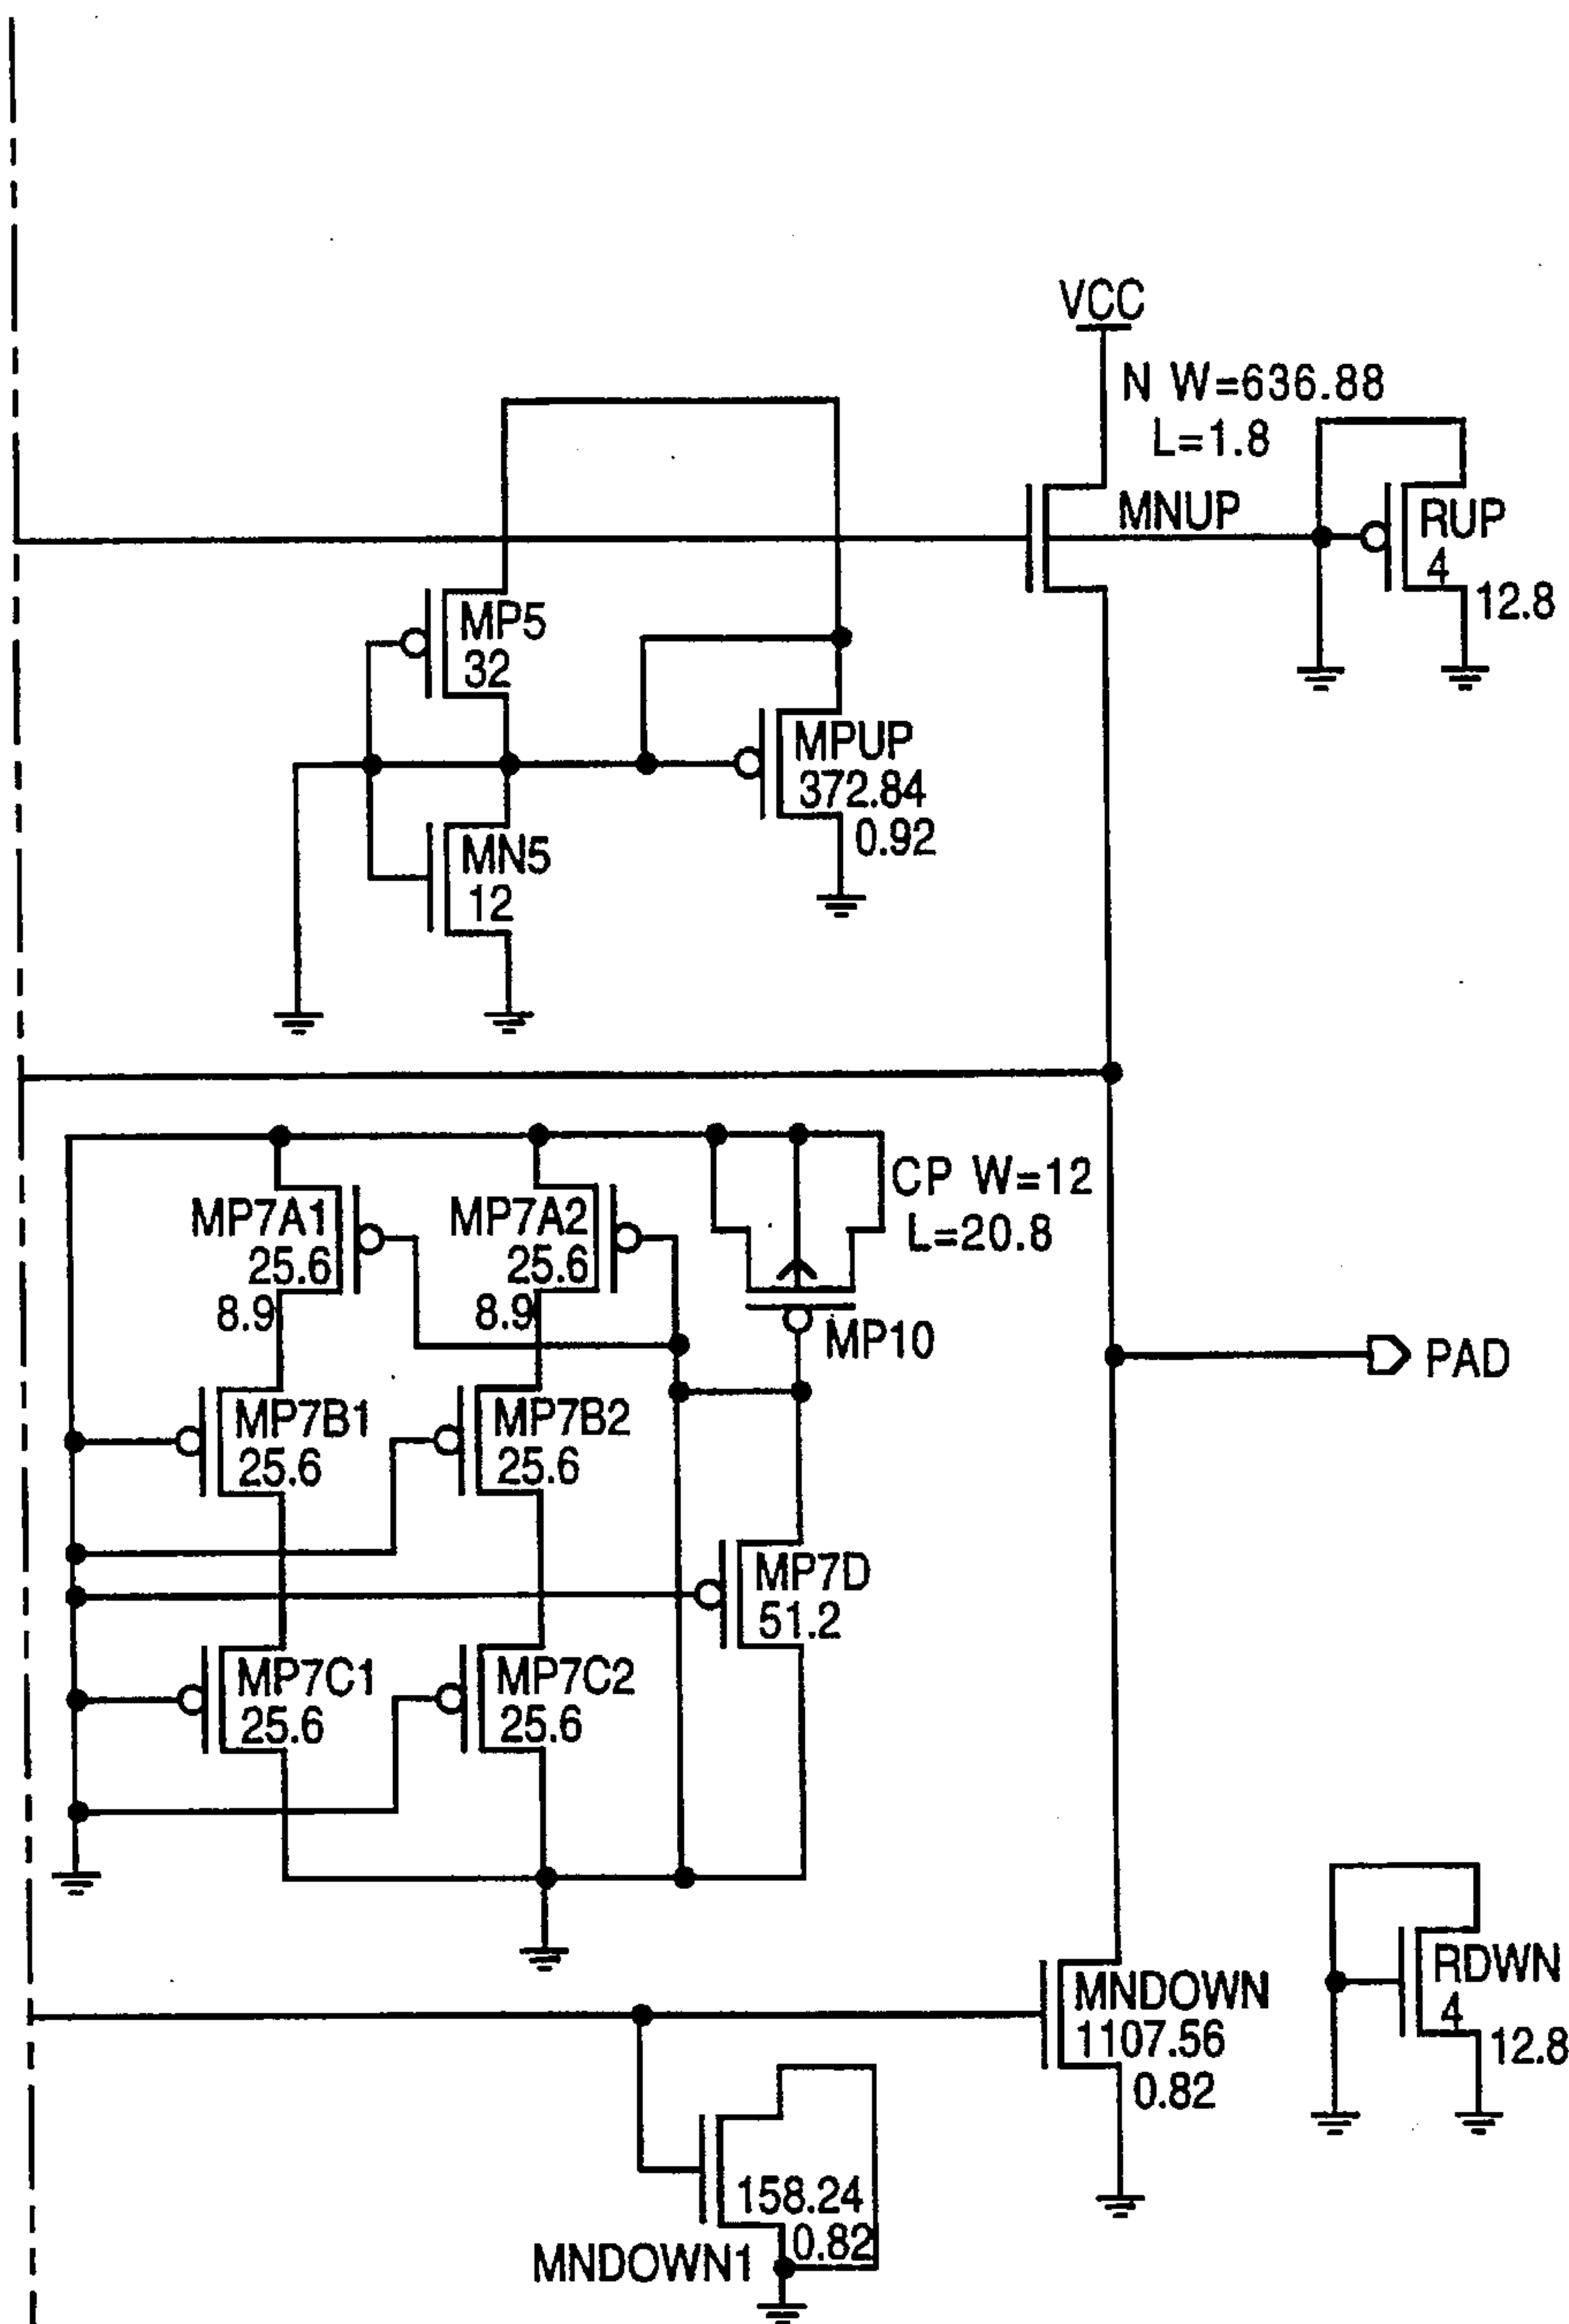 VCC
N W=636.88
L=1.8
MNUP
RUP
4
12.8
MP5
32
MPUP
372.84
0.92
MN5
12
CP W=12
L=20.8
MP7A1
25.6
8.9
MP7A2
25.6
8.9
MP10
PAD
MP7B1
25.6
MP7B2
25.6
MP7D
51.2
MP7C1
25.6
MP7C2
25.6
MNDOWN
1107.56
0.82
RDWN
4
12.8
158.24
0.82
MNDOWN1